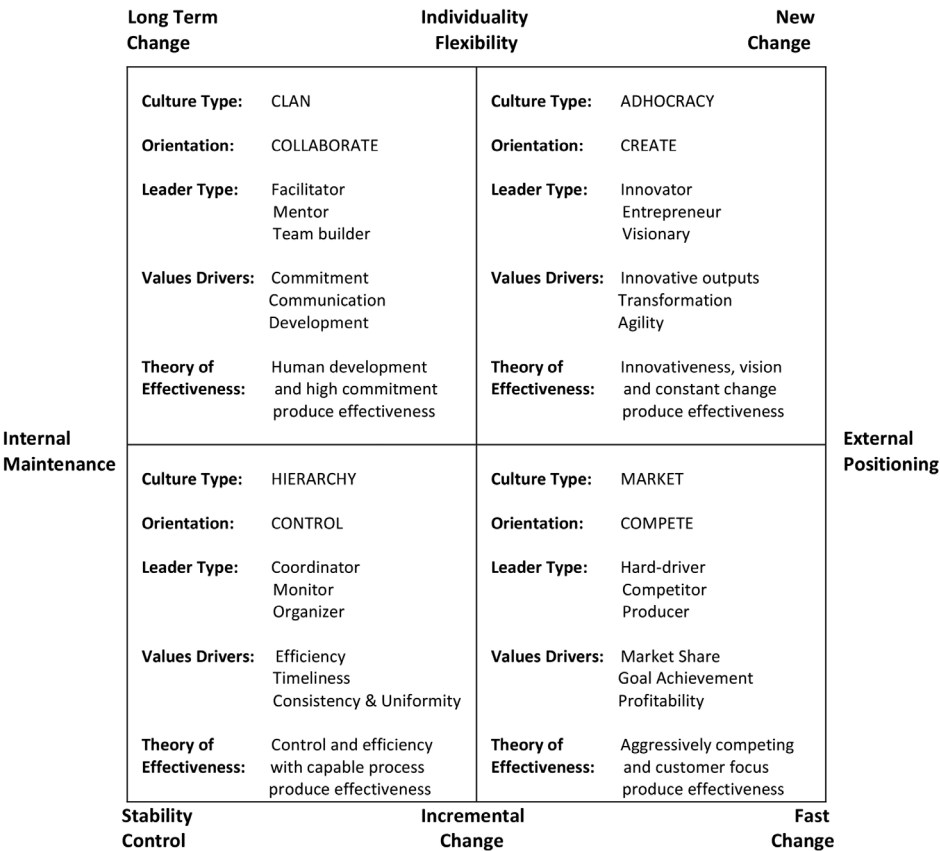 Long Term Change
Individuality Flexibility
New Change
Culture Type: CLAN
Orientation: COLLABORATE
Leader Type: Facilitator
Mentor
Team builder
Values Drivers: Commitment
Communication
Development
Theory of Human development
Effectiveness: and high commitment
produce effectiveness
Culture Type: ADHOCRACY
Orientation: CREATE
Leader Type: Innovator
Entrepreneur
Visionary
Values Drivers: Innovative outputs
Transformation
Agility
Theory of Innovativeness, vision
Effectiveness: and constant change
produce effectiveness
Internal
Maintenance
External
Positioning
Culture Type: HIERARCHY
Orientation: CONTROL
Leader Type: Coordinator
Monitor
Organizer
Values Drivers: Efficiency
Timeliness
Consistency & Uniformity
Theory of Control and efficiency
Effectiveness: with capable process
produce effectiveness
Culture Type: MARKET
Orientation: COMPETE
Leader Type: Hard-driver
Competitor
Producer
Values Drivers: Market Share
Goal Achievement
Profitability
Theory of Aggressively competing
Effectiveness: and customer focus
produce effectiveness
Stability
Control
Incremental
Change
Fast
Change